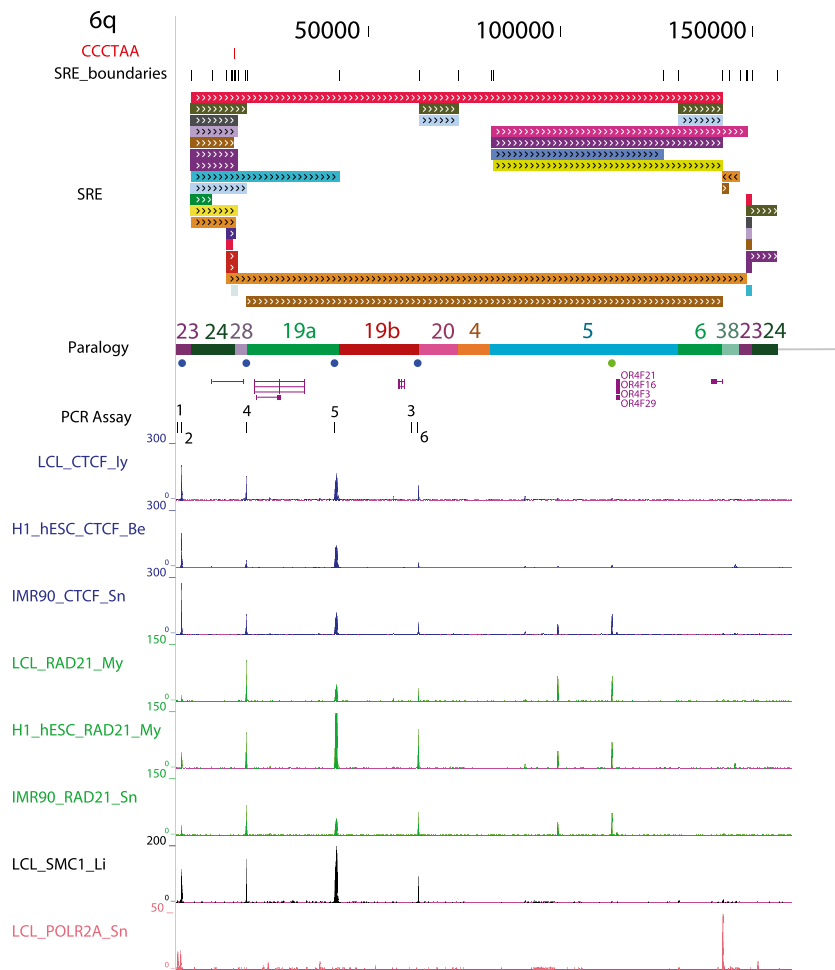 6q
50000 100000 150000
CCCTAA
SRE_boundaries
SRE
23 24 28 19a 19b 20 4 5 6 38 23 24
Paralogy
OR4F21
OR4F16
OR4F3
OR4F29
PCR Assay
1 4 5 3
2 6
300
LCL_CTCF_Iy
0
300
H1_hESC_CTCF_Be
0
300
IMR90_CTCF_Sn
0
150
LCL_RAD21_My
0
150
H1_hESC_RAD21_My
0
150
IMR90_RAD21_Sn
0
200
LCL_SMC1_Li
0
50
LCL_POLR2A_Sn
0